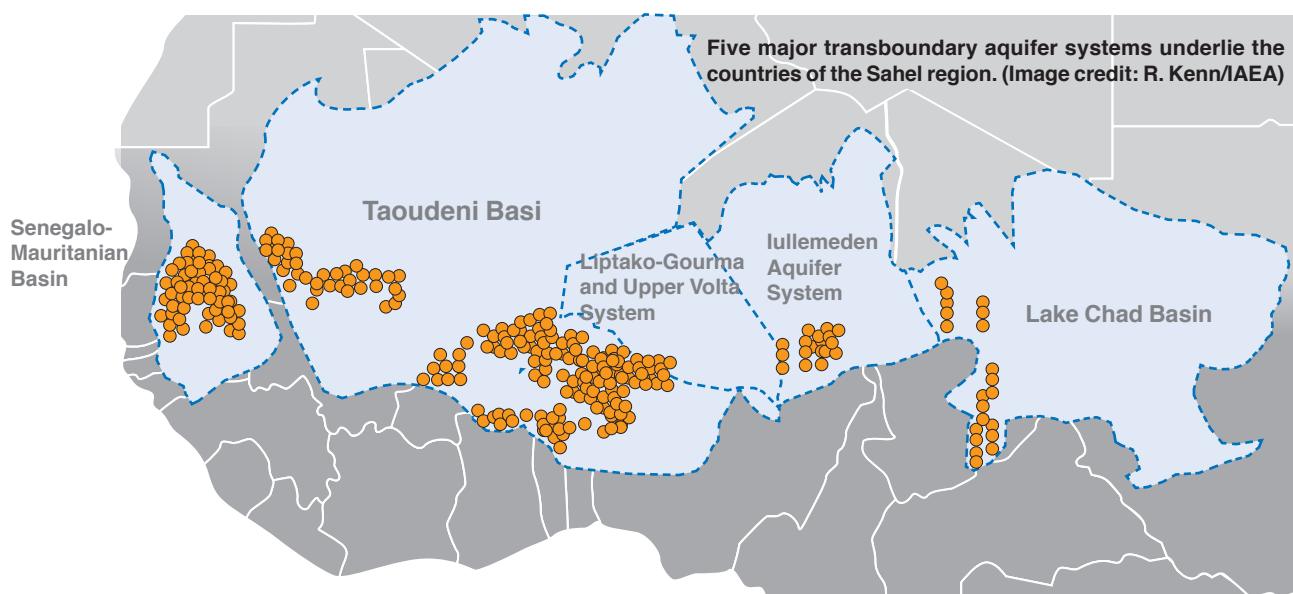 Five major transboundary aquifer systems underlie the
countries of the Sahel region. (Image credit: R. Kenn/IAEA)
Senegalo-
Mauritanian
Basin
Taoudeni Basi
Liptako-Gourma
and Upper Volta
System
Iullemeden
Aquifer
System
Lake Chad Basin